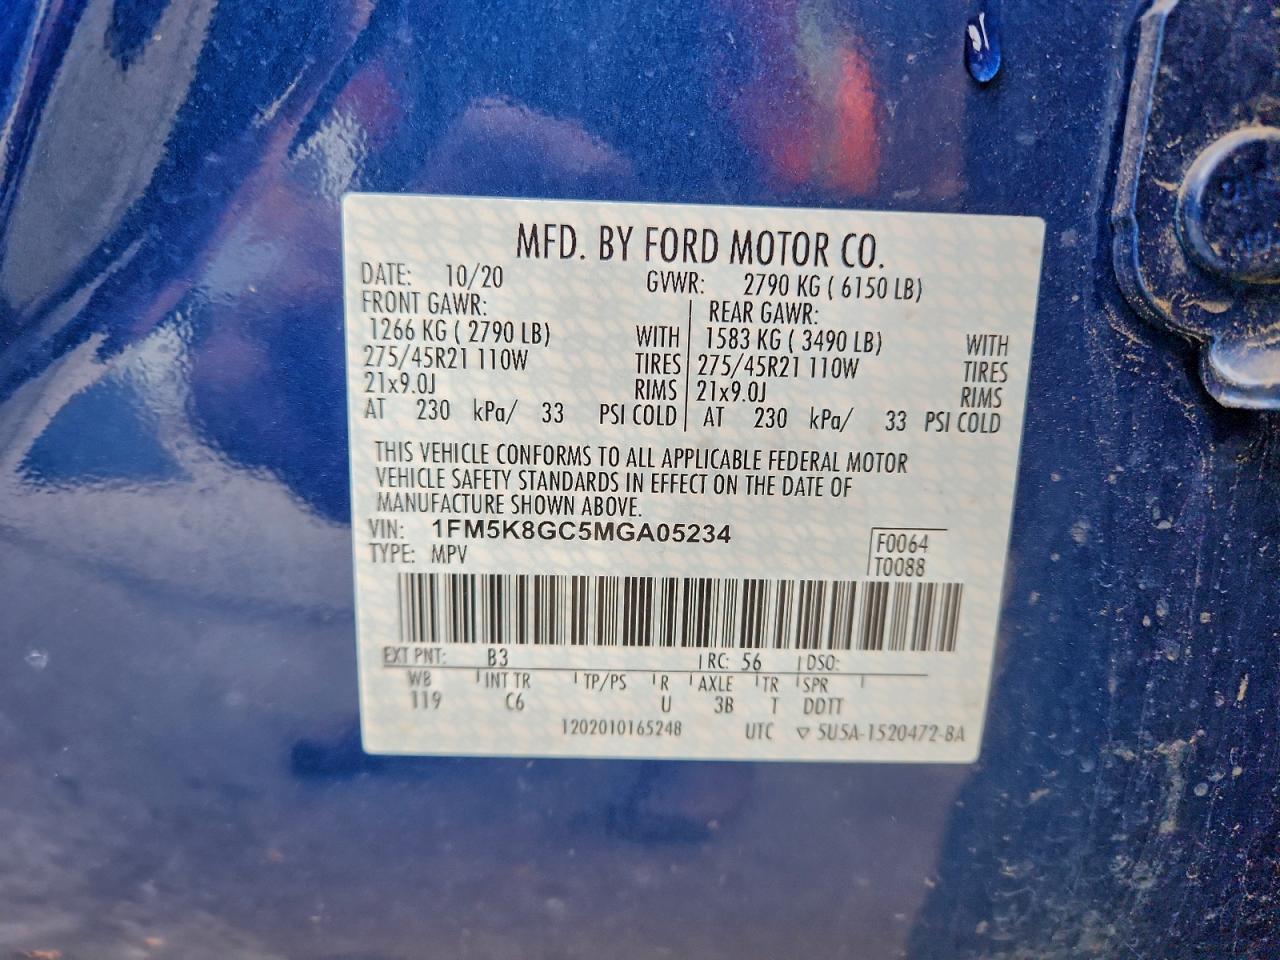 MFD. BY FORD MOTOR CO.
DATE: 10/20 GVWR: 2790 KG ( 6150 LB)
FRONT GAWR: REAR GAWR:
1266 KG ( 2790 LB) WITH 1583 KG ( 3490 LB) WITH
275/45R21 110W TIRES 275/45R21 110W TIRES
21x9.0J RIMS 21x9.0J RIMS
AT 230 kPa/ 33 PSI COLD AT 230 kPa/ 33 PSI COLD
THIS VEHICLE CONFORMS TO ALL APPLICABLE FEDERAL MOTOR
VEHICLE SAFETY STANDARDS IN EFFECT ON THE DATE OF
MANUFACTURE SHOWN ABOVE.
VIN: 1FM5K8GC5MGA05234
TYPE: MPV
F0064
T0088
EXT PNT: B3 RC: 56 DSO:
WB INT TR TP/PS R AXLE TR SPR
119 C6 U 3B T DDTT
1202010165248 UTC ▽ 5U5A-1520472-BA